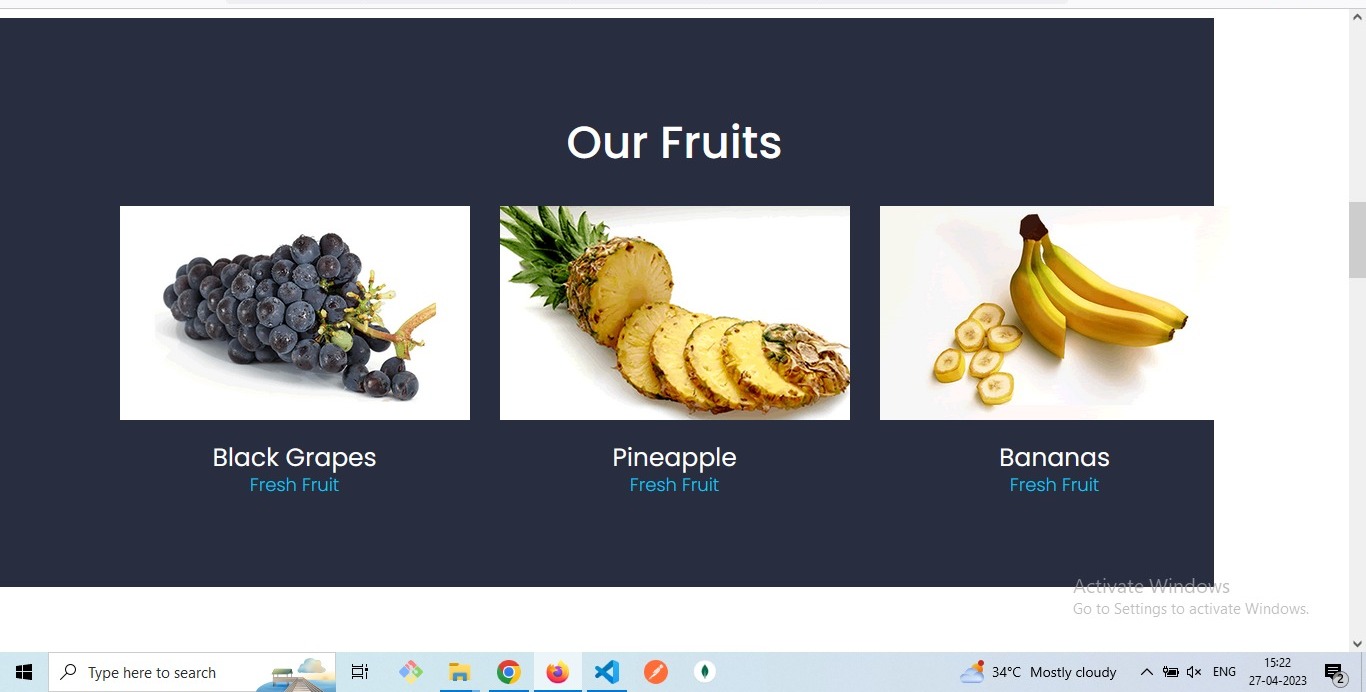 Our Fruits
Black Grapes
Pineapple
Bananas
Fresh Fruit
Fresh Fruit
Fresh Fruit
Activate Windows
Go to Settings to activate Windows.
Type here to search
34°C Mostly cloudy
ENG
15:22
27-04-2023
2